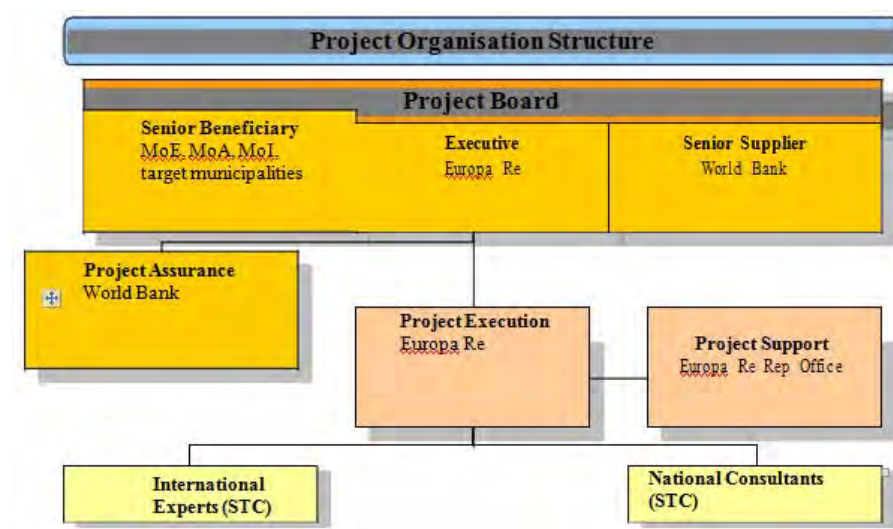 Project Organisation Structure
Project Board
Senior Beneficiary
MoE, MoA, MoI,
target municipalities
Executive
Europa Re
Senior Supplier
World Bank
Project Assurance
World Bank
Project Execution
Europa Re
Project Support
Europa Re Rep Office
International
Experts (STC)
National Consultants
(STC)